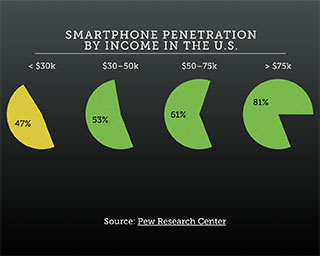 SMARTPHONE PENETRATION
BY INCOME IN THE U.S.
< $30k $30–50k $50–75k > $75k
47% 53% 61% 81%
Source: Pew Research Center